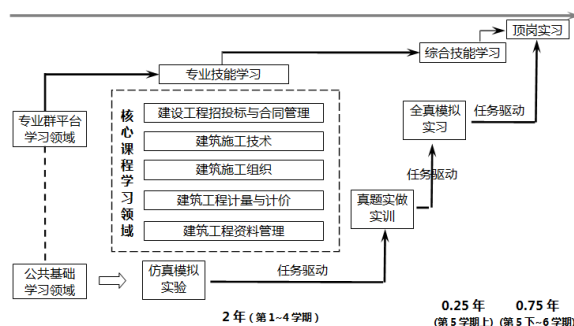 顶岗实习
综合技能学习
专业技能学习
专业群平台
学习领域
核心课程学习领域
建设工程招投标与合同管理
建筑施工技术
建筑施工组织
建筑工程计量与计价
建筑工程资料管理
全真模拟
实习
任务驱动
任务驱动
真题实做
实训
公共基础
学习领域
仿真模拟
实验
任务驱动
2年（第1~4学期）
0.25年
0.75年
(第5学期上)
(第5下~6学期)